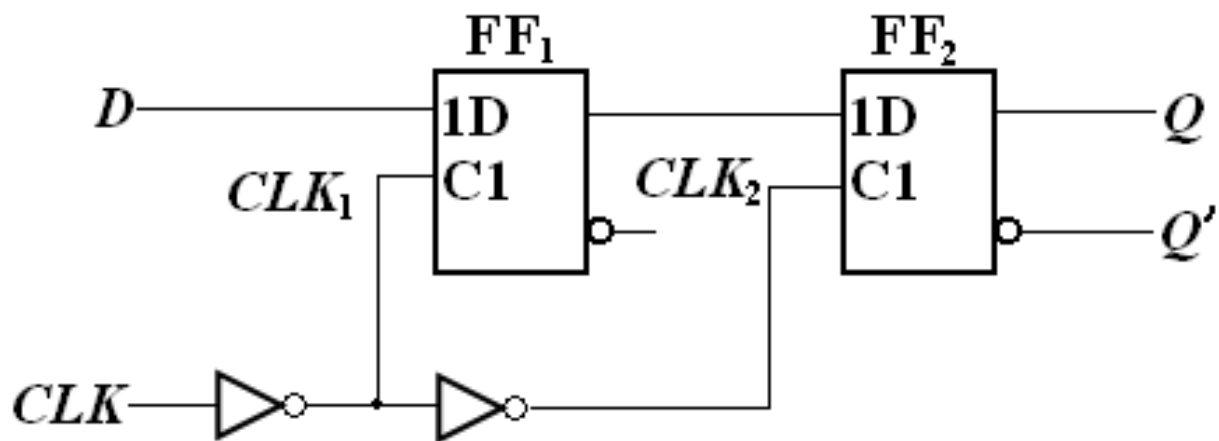 FF₁ FF₂
D 1D 1D Q
CLK₁ C1 CLK₂ C1
Q′
CLK